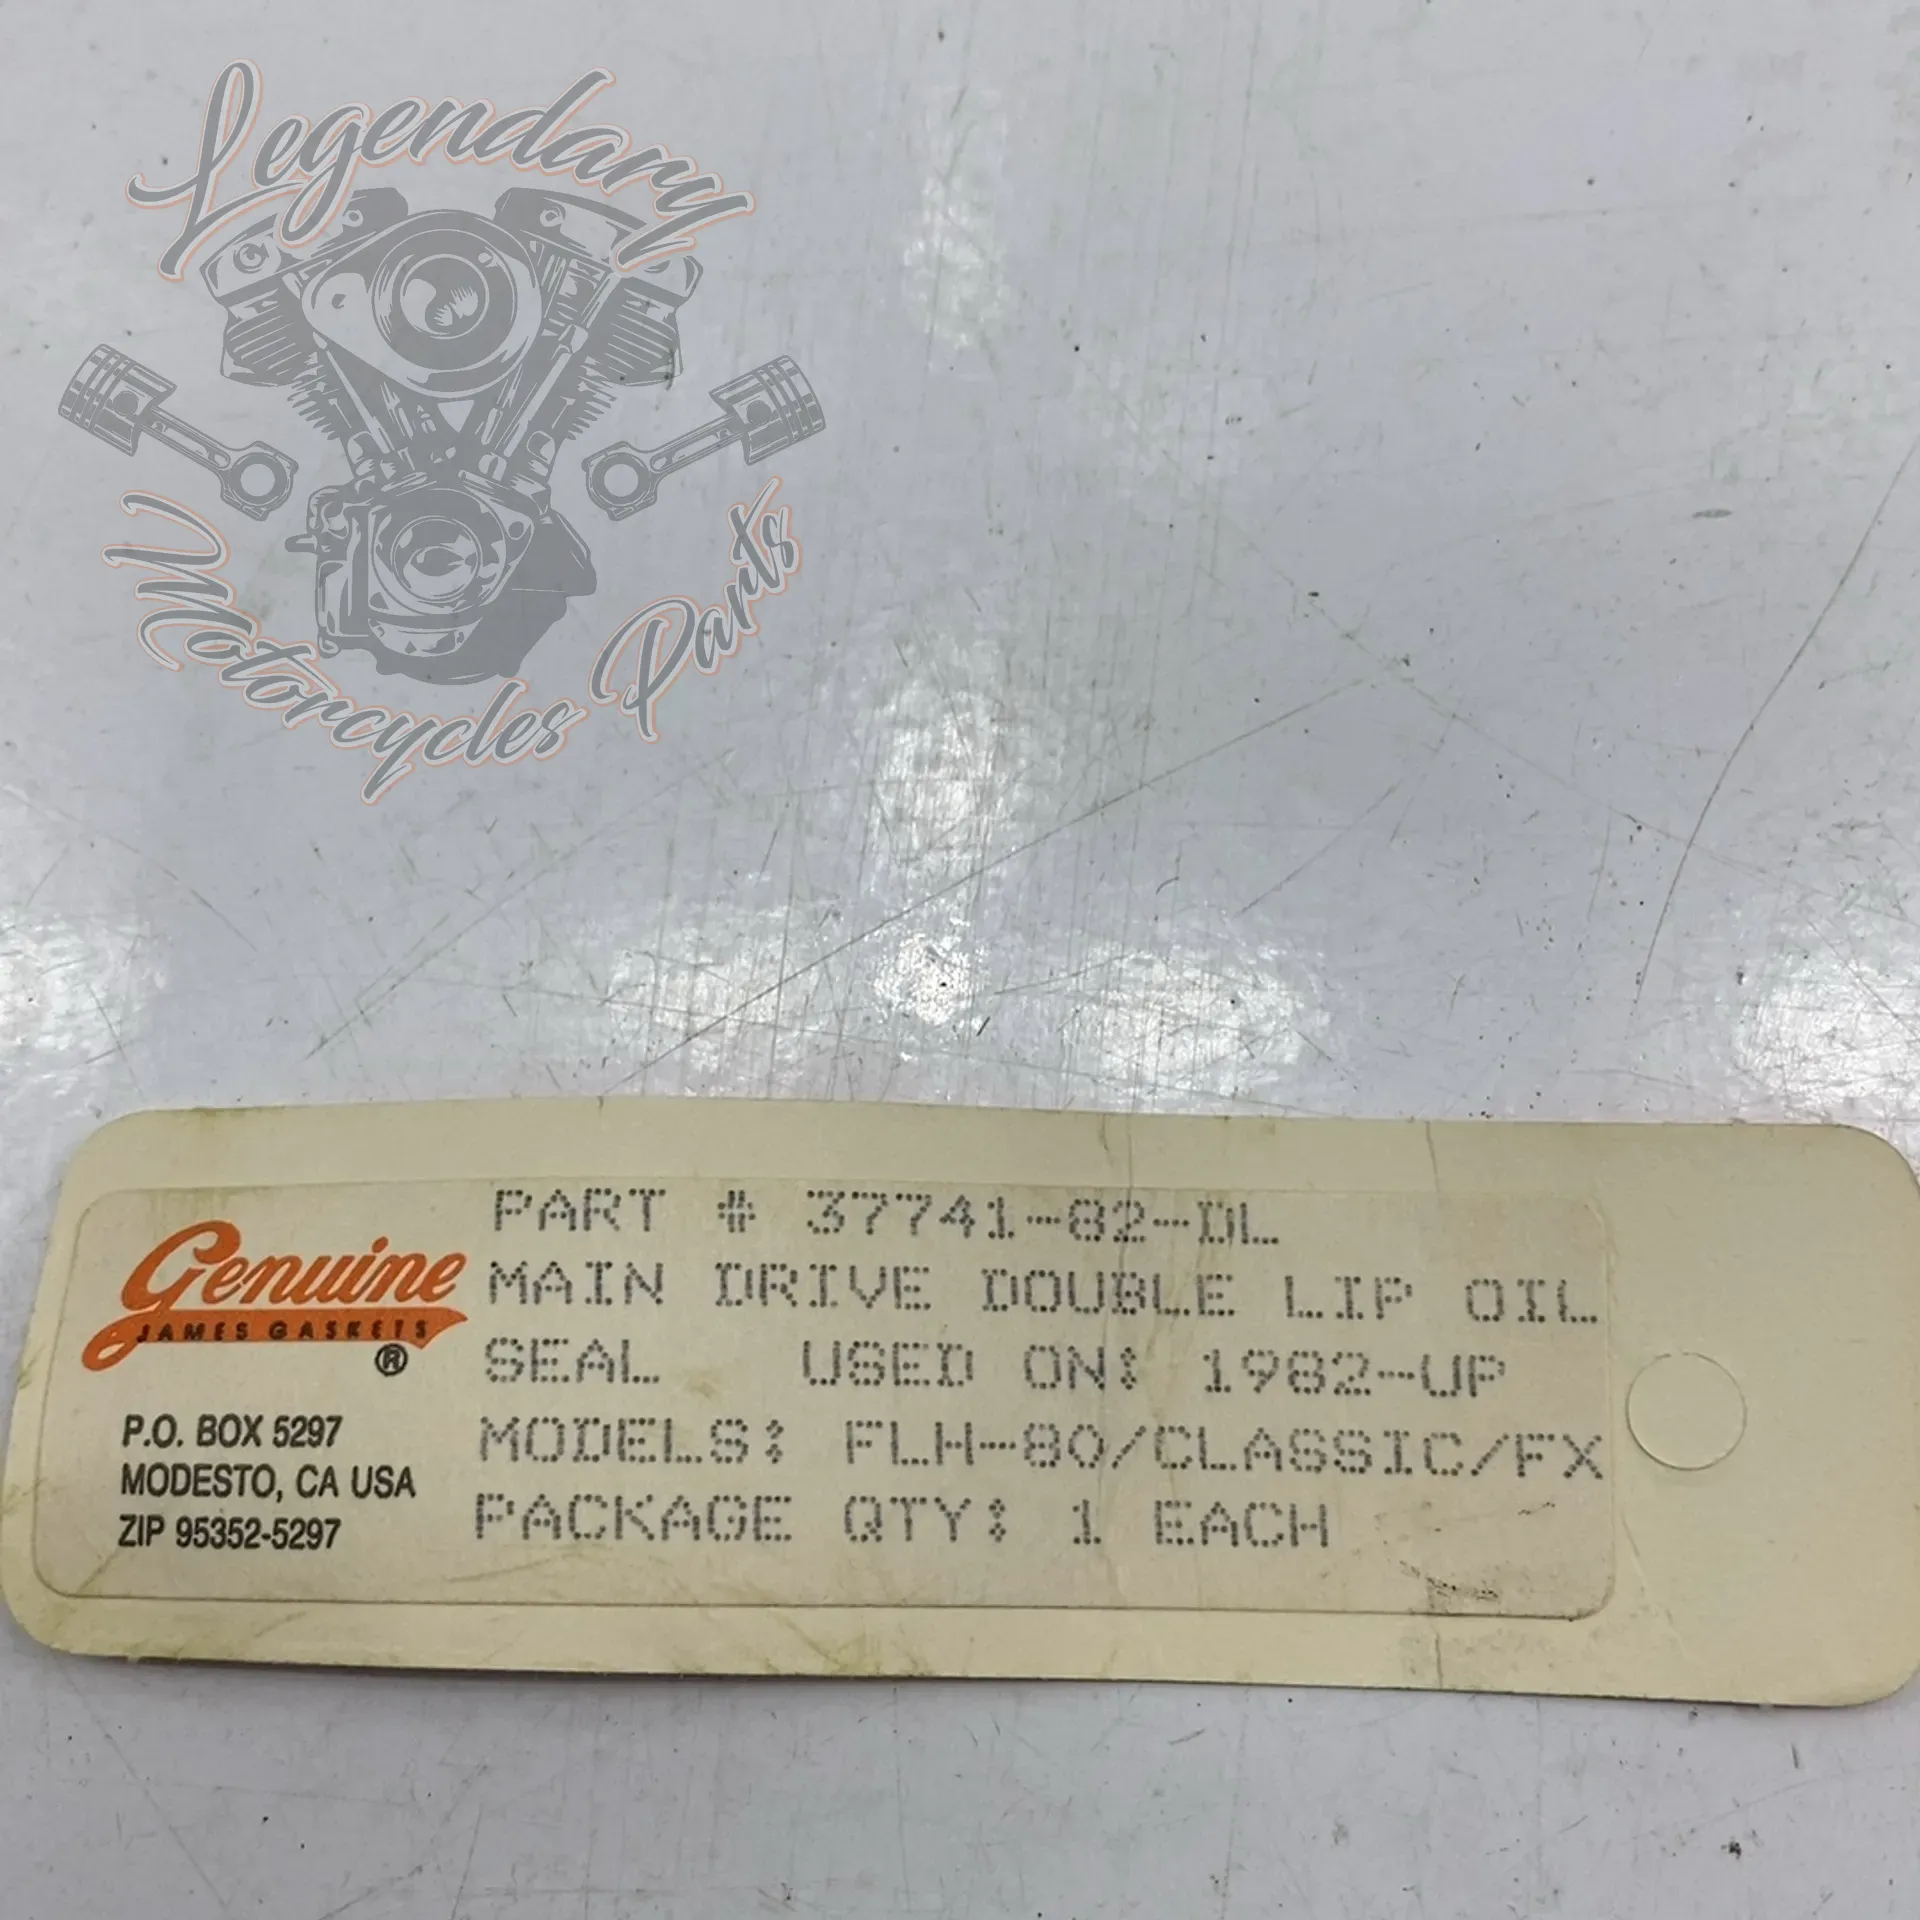 Legendary
Motorcycles Parts
PART # 37741-82-DL
MAIN DRIVE DOUBLE LIP OIL
SEAL USED ON: 1982-UP
MODELS: FLH-80/CLASSIC/FX
PACKAGE QTY: 1 EACH
Genuine
JAMES GASKETS
®
P.O. BOX 5297
MODESTO, CA USA
ZIP 95352-5297